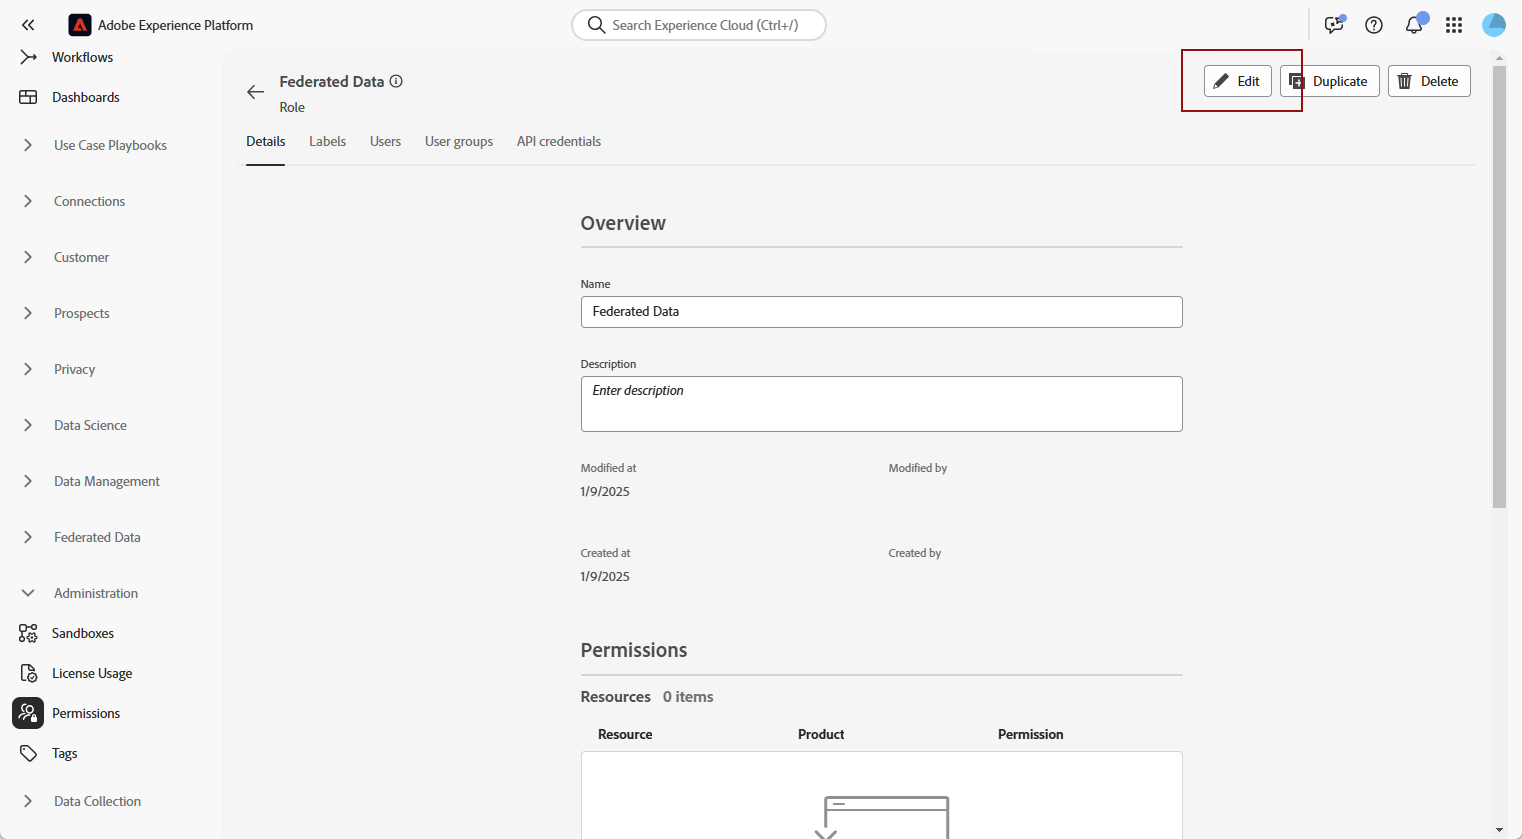 Adobe Experience Platform
Search Experience Cloud (Ctrl+/)
Workflows
Dashboards
Use Case Playbooks
Connections
Customer
Prospects
Privacy
Data Science
Data Management
Federated Data
Administration
Sandboxes
License Usage
Permissions
Tags
Data Collection
Federated Data
Role
Edit
Duplicate
Delete
Details Labels Users User groups API credentials
Overview
Name
Federated Data
Description
Enter description
Modified at Modified by
1/9/2025
Created at Created by
1/9/2025
Permissions
Resources 0 items
Resource Product Permission